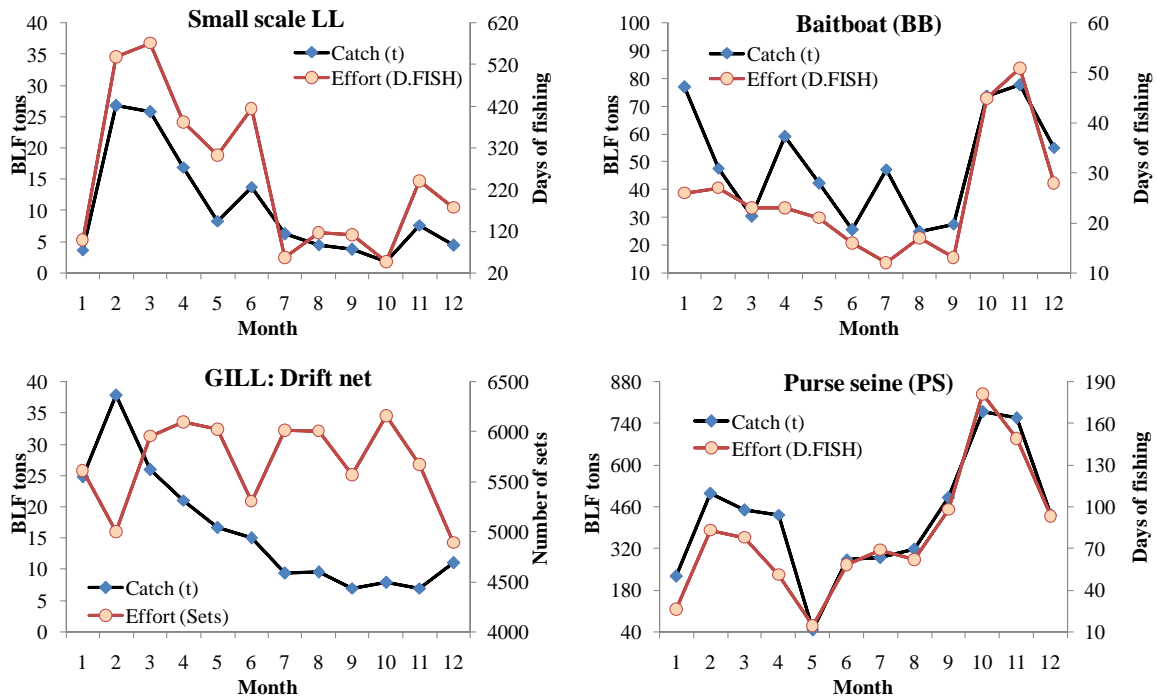 Small scale LL
40
35
30
25
20
15
10
5
0
BLF tons
620
520
420
320
220
120
20
Days of fishing
Catch (t)
Effort (D.FISH)
1 2 3 4 5 6 7 8 9 10 11 12
Month
Baitboat (BB)
100
90
80
70
60
50
40
30
20
10
BLF tons
60
50
40
30
20
10
Days of fishing
Catch (t)
Effort (D.FISH)
1 2 3 4 5 6 7 8 9 10 11 12
Month
GILL: Drift net
40
35
30
25
20
15
10
5
0
BLF tons
6500
6000
5500
5000
4500
4000
Number of sets
Catch (t)
Effort (Sets)
1 2 3 4 5 6 7 8 9 10 11 12
Month
Purse seine (PS)
880
740
600
460
320
180
40
BLF tons
190
160
130
100
70
40
10
Days of fishing
Catch (t)
Effort (D.FISH)
1 2 3 4 5 6 7 8 9 10 11 12
Month